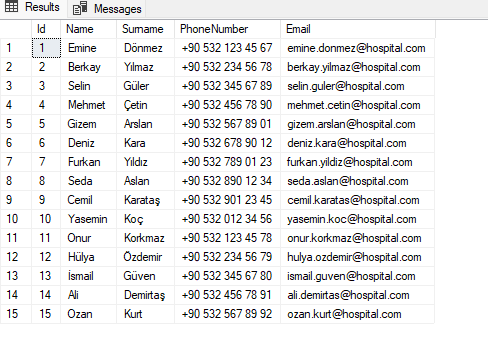 Results Messages
Id Name Surname PhoneNumber Email
1 1 Emine Dönmez +90 532 123 45 67 emine.donmez@hospital.com
2 2 Berkay Yılmaz +90 532 234 56 78 berkay.yilmaz@hospital.com
3 3 Selin Güler +90 532 345 67 89 selin.guler@hospital.com
4 4 Mehmet Çetin +90 532 456 78 90 mehmet.cetin@hospital.com
5 5 Gizem Arslan +90 532 567 89 01 gizem.arslan@hospital.com
6 6 Deniz Kara +90 532 678 90 12 deniz.kara@hospital.com
7 7 Furkan Yıldız +90 532 789 01 23 furkan.yildiz@hospital.com
8 8 Seda Aslan +90 532 890 12 34 seda.aslan@hospital.com
9 9 Cemil Karataş +90 532 901 23 45 cemil.karatas@hospital.com
10 10 Yasemin Koç +90 532 012 34 56 yasemin.koc@hospital.com
11 11 Onur Korkmaz +90 532 123 45 78 onur.korkmaz@hospital.com
12 12 Hülya Özdemir +90 532 234 56 79 hulya.ozdemir@hospital.com
13 13 İsmail Güven +90 532 345 67 80 ismail.guven@hospital.com
14 14 Ali Demirtaş +90 532 456 78 91 ali.demirtas@hospital.com
15 15 Ozan Kurt +90 532 567 89 92 ozan.kurt@hospital.com